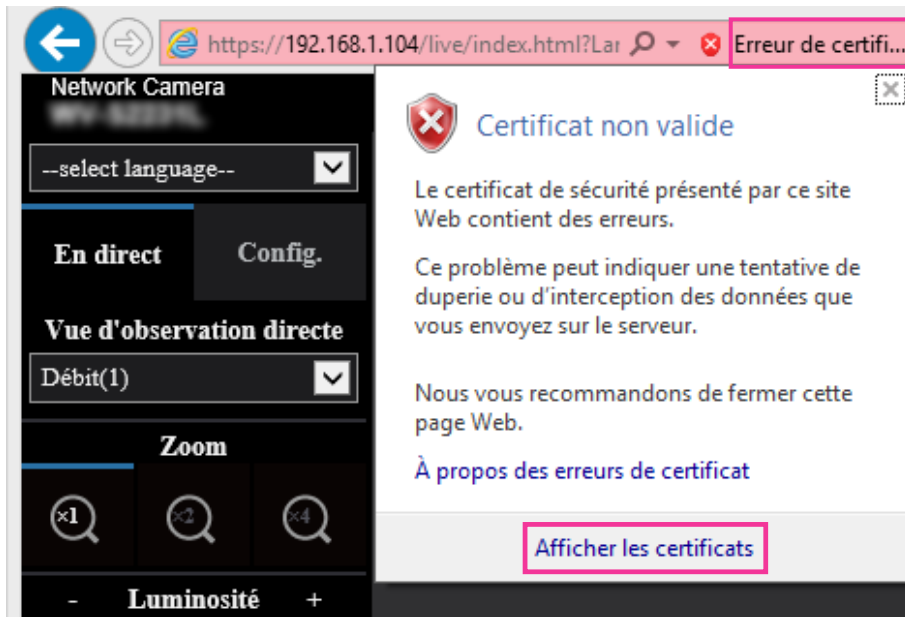 https://192.168.1.104/live/index.html?Lar
Erreur de certifi...
Network Camera
--select language--
En direct
Config.
Vue d'observation directe
Débit(1)
Zoom
×1
×2
×4
- Luminosité +
Certificat non valide
Le certificat de sécurité présenté par ce site
Web contient des erreurs.
Ce problème peut indiquer une tentative de
duperie ou d’interception des données que
vous envoyez sur le serveur.
Nous vous recommandons de fermer cette
page Web.
À propos des erreurs de certificat
Afficher les certificats